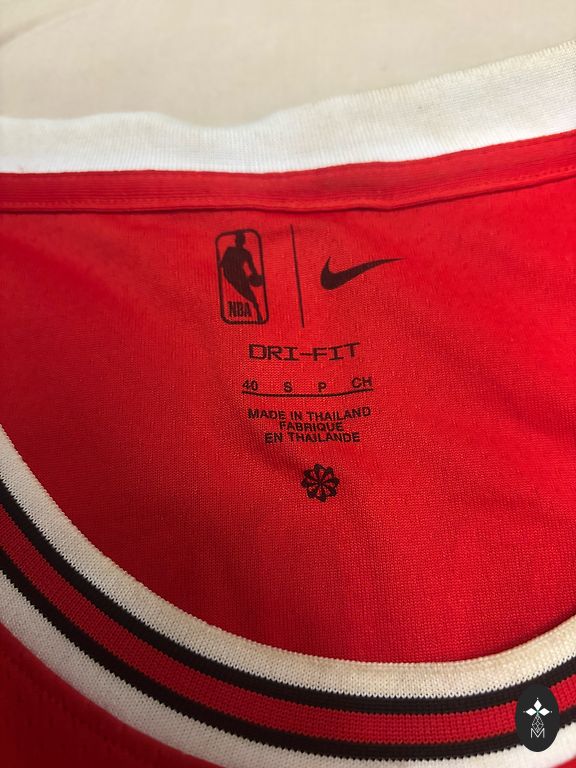 NBA
DRI-FIT
40 S P CH
MADE IN THAILAND
FABRIQUE
EN THAILANDE
M